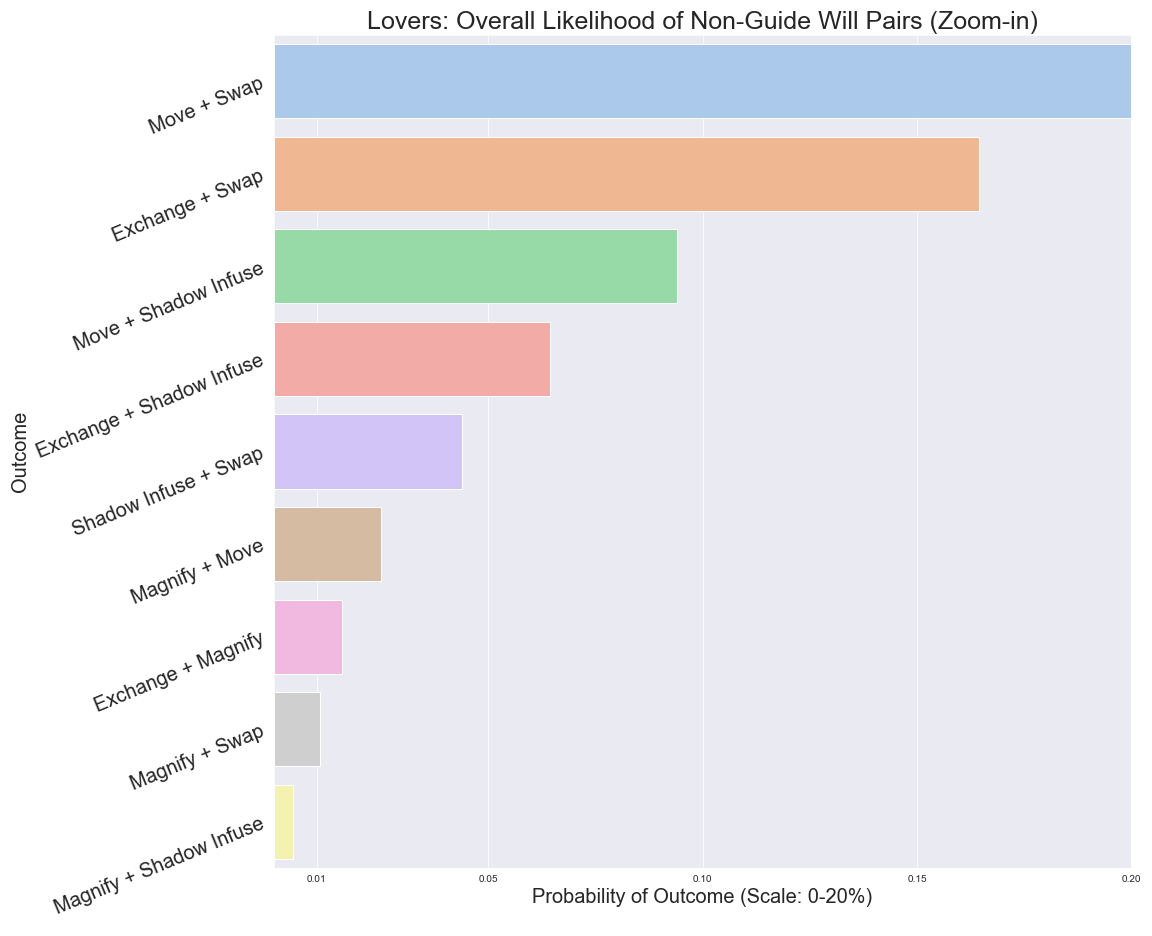 Lovers: Overall Likelihood of Non-Guide Will Pairs (Zoom-in)
Outcome
Move + Swap
Exchange + Swap
Move + Shadow Infuse
Exchange + Shadow Infuse
Shadow Infuse + Swap
Magnify + Move
Exchange + Magnify
Magnify + Swap
Magnify + Shadow Infuse
0.01 0.05 0.10 0.15 0.20
Probability of Outcome (Scale: 0-20%)